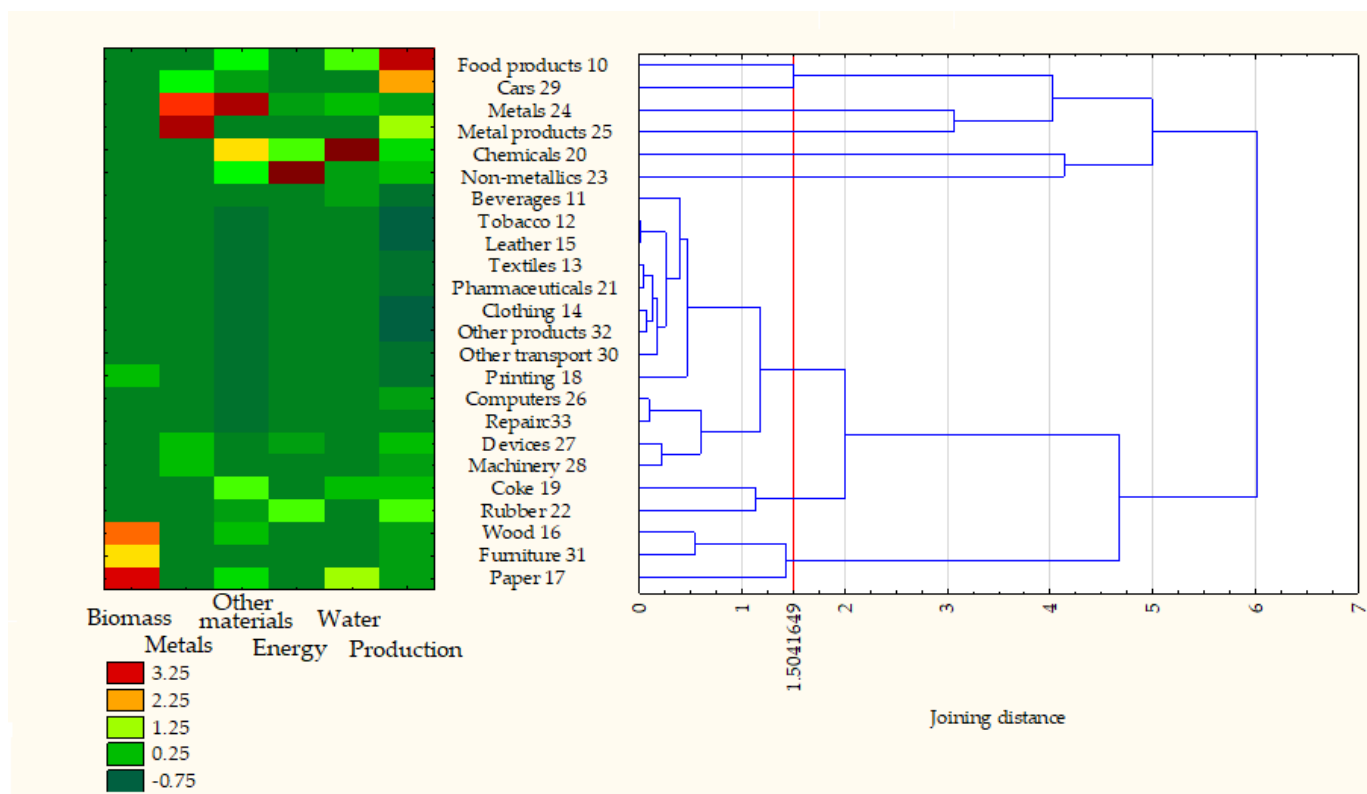 Food products 10
Cars 29
Metals 24
Metal products 25
Chemicals 20
Non-metallics 23
Beverages 11
Tobacco 12
Leather 15
Textiles 13
Pharmaceuticals 21
Clothing 14
Other products 32
Other transport 30
Printing 18
Computers 26
Repairc33
Devices 27
Machinery 28
Coke 19
Rubber 22
Wood 16
Furniture 31
Paper 17
Biomass
Metals
Other
materials
Energy
Water
Production
3.25
2.25
1.25
0.25
-0.75
0
1
1.5041649
2
3
4
5
6
7
Joining distance